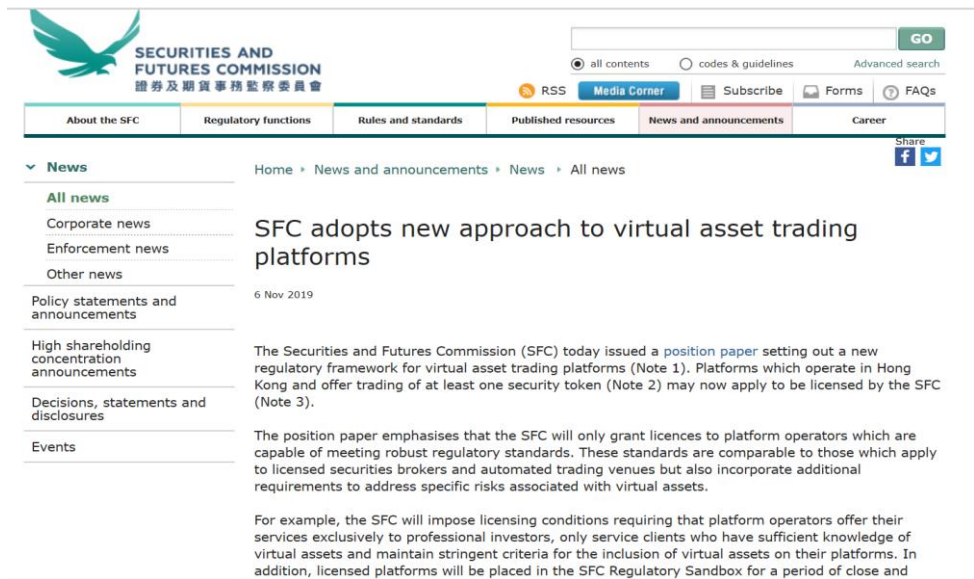 SECURITIES AND
FUTURES COMMISSION
證券及期貨事務監察委員會
GO
all contents
codes & guidelines
Advanced search
RSS
Media Corner
Subscribe
Forms
FAQs
About the SFC
Regulatory functions
Rules and standards
Published resources
News and announcements
Career
Share
News
All news
Corporate news
Enforcement news
Other news
Policy statements and
announcements
High shareholding
concentration
announcements
Decisions, statements and
disclosures
Events
Home ▸ News and announcements ▸ News ▸ All news
SFC adopts new approach to virtual asset trading
platforms
6 Nov 2019
The Securities and Futures Commission (SFC) today issued a position paper setting out a new
regulatory framework for virtual asset trading platforms (Note 1). Platforms which operate in Hong
Kong and offer trading of at least one security token (Note 2) may now apply to be licensed by the SFC
(Note 3).
The position paper emphasises that the SFC will only grant licences to platform operators which are
capable of meeting robust regulatory standards. These standards are comparable to those which apply
to licensed securities brokers and automated trading venues but also incorporate additional
requirements to address specific risks associated with virtual assets.
For example, the SFC will impose licensing conditions requiring that platform operators offer their
services exclusively to professional investors, only service clients who have sufficient knowledge of
virtual assets and maintain stringent criteria for the inclusion of virtual assets on their platforms. In
addition, licensed platforms will be placed in the SFC Regulatory Sandbox for a period of close and